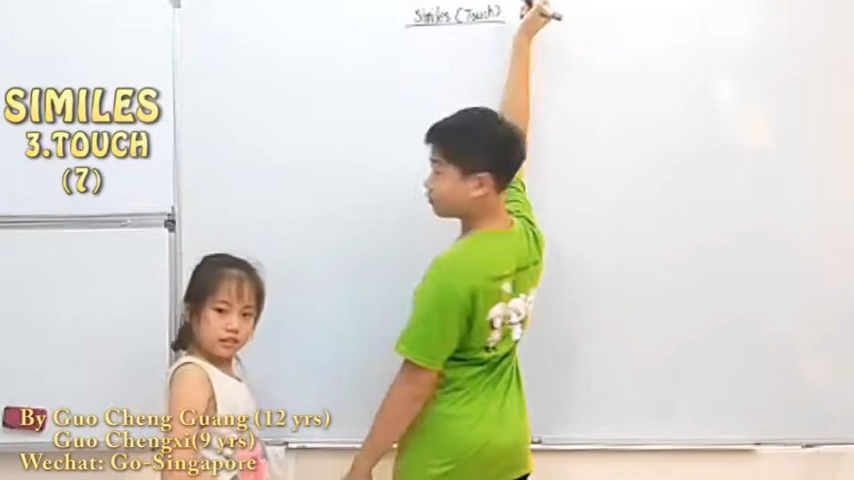 Similes (Touch)
SIMILES
3.TOUCH
(7)
By Guo Cheng Guang (12 yrs)
Guo Chengxi(9 yrs)
Wechat: Go-Singapore